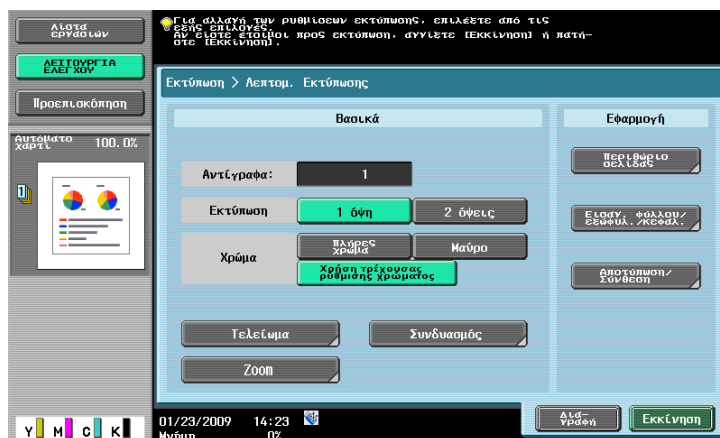 Λίστα
εργασιών
ΛΕΙΤΟΥΡΓΙΑ
ΕΛΕΓΧΟΥ
Προεπισκόπηση
Αυτόματο
χαρτί
100.0%
1
Για αλλαγή των ρυθμίσεων εκτύπωσης, επιλέξτε από τις
εξής επιλογές.
Αν είστε έτοιμοι προς εκτύπωση, αγγίξτε [Εκκίνηση] ή πατή-
στε [Εκκίνηση].
Εκτύπωση > Λεπτομ. Εκτύπωσης
Βασικά
Αντίγραφα: 1
Εκτύπωση 1 όψη 2 όψεις
Χρώμα
Πλήρες
χρώμα
Μαύρο
Χρήση τρέχουσας
ρύθμισης χρώματος
Τελείωμα Συνδυασμός
Zoom
Εφαρμογή
Περιθώριο
σελίδας
Εισαγ. φύλλου/
εξωφυλ./κεφαλ.
Αποτύπωση/
Σύνθεση
Y M C K
01/23/2009 14:23
Μνήμη 0%
Δια-
γραφή
Εκκίνηση